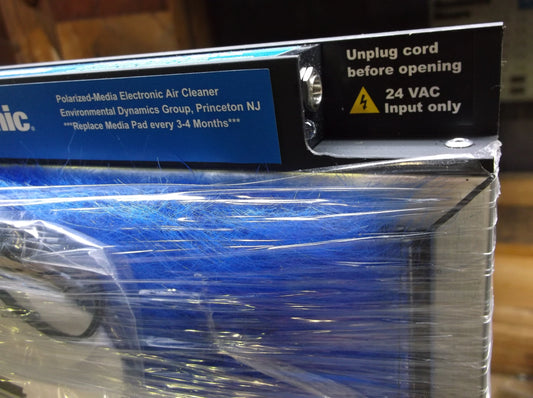 Unplug cord
before opening
24 VAC
Input only
Polarized-Media Electronic Air Cleaner
Environmental Dynamics Group, Princeton NJ
***Replace Media Pad every 3-4 Months***
nic®